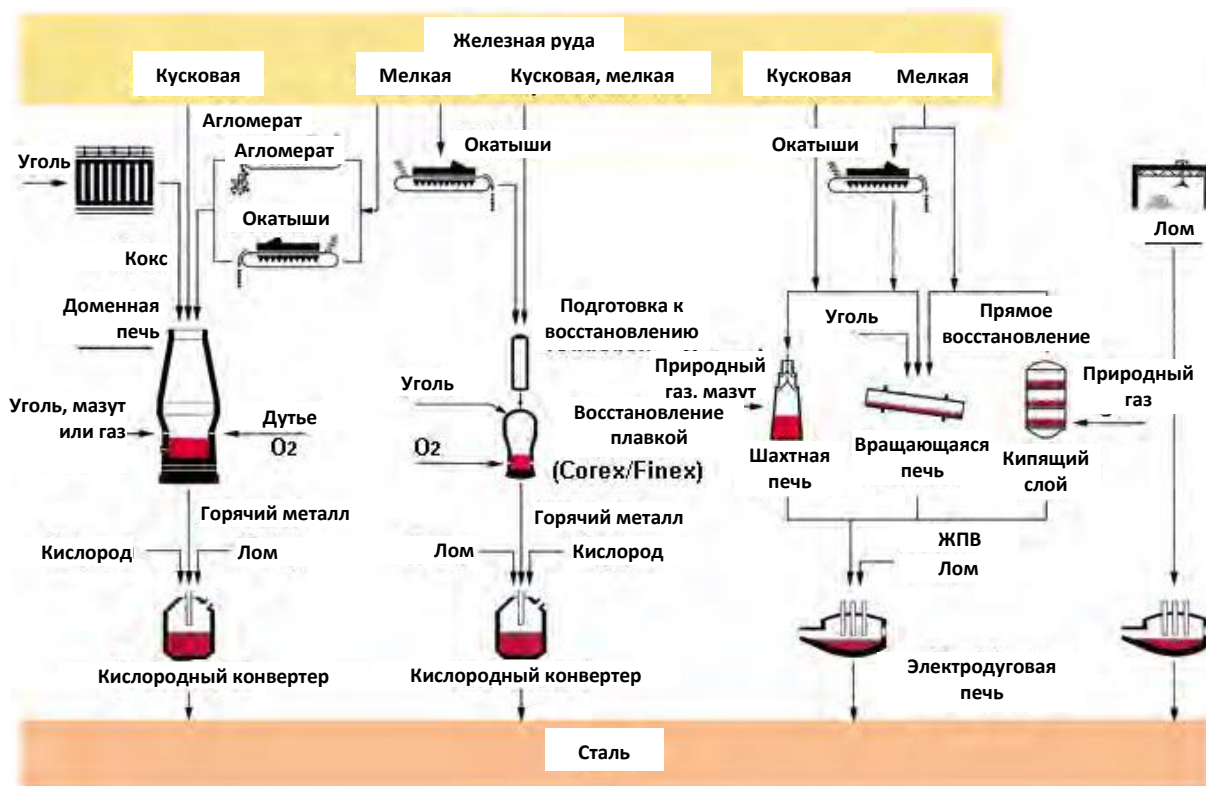 Железная руда
Кусковая
Мелкая
Кусковая, мелкая
Кусковая
Мелкая
Агломерат
Уголь
Агломерат
Окатыши
Окатыши
Окатыши
Лом
Кокс
Доменная
печь
Подготовка к
восстановлению
Уголь
Прямое
восстановление
Уголь
Природный
газ. мазут
Природный
газ
Уголь, мазут
или газ
Дутье
O2
O2
Восстановление
плавкой
(Corex/Finex)
Шахтная
печь
Вращающаяся
печь
Кипящий
слой
Горячий металл
Горячий металл
Кислород
Лом
Лом
Кислород
ЖПВ
Лом
Кислородный конвертер
Кислородный конвертер
Электродуговая
печь
Сталь